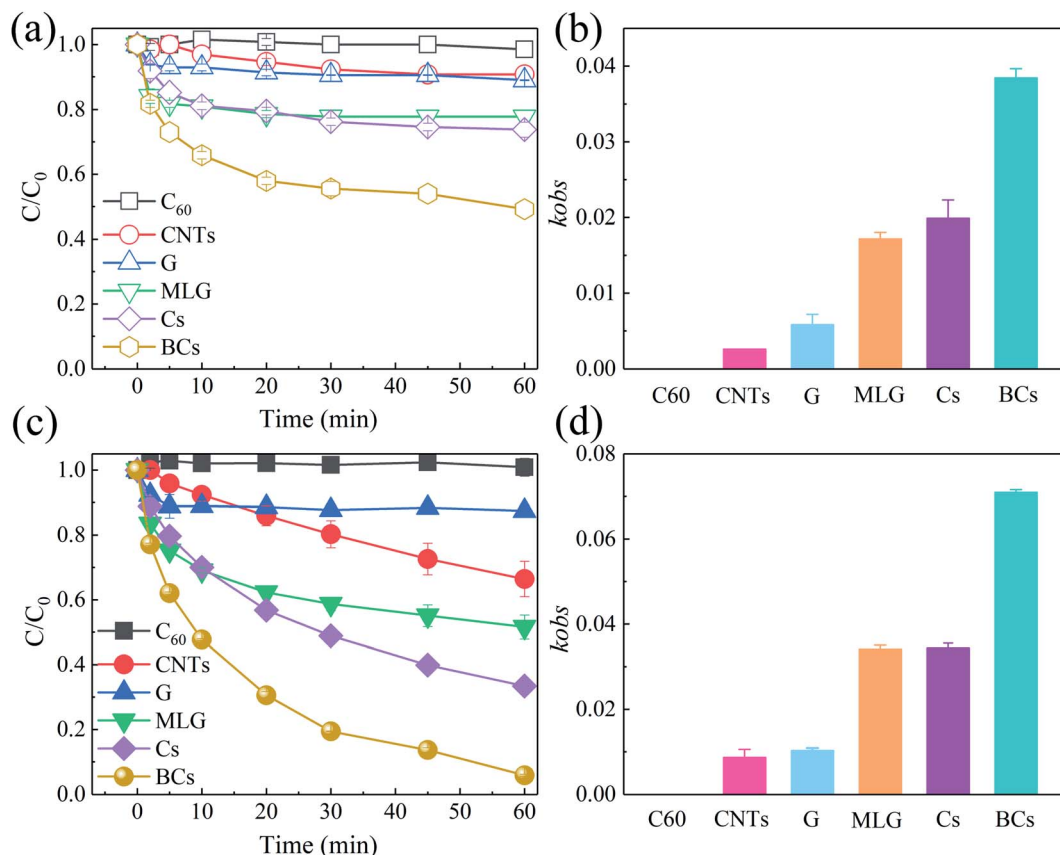 (a)
1.0
0.8
0.6
0.4
0.2
0.0
C/C₀
C₆₀
CNTs
G
MLG
Cs
BCs
0 10 20 30 40 50 60
Time (min)
(b)
0.04
0.03
0.02
0.01
0.00
kobs
C60 CNTs G MLG Cs BCs
(c)
1.0
0.8
0.6
0.4
0.2
0.0
C/C₀
C₆₀
CNTs
G
MLG
Cs
BCs
0 10 20 30 40 50 60
Time (min)
(d)
0.08
0.06
0.04
0.02
0.00
kobs
C60 CNTs G MLG Cs BCs